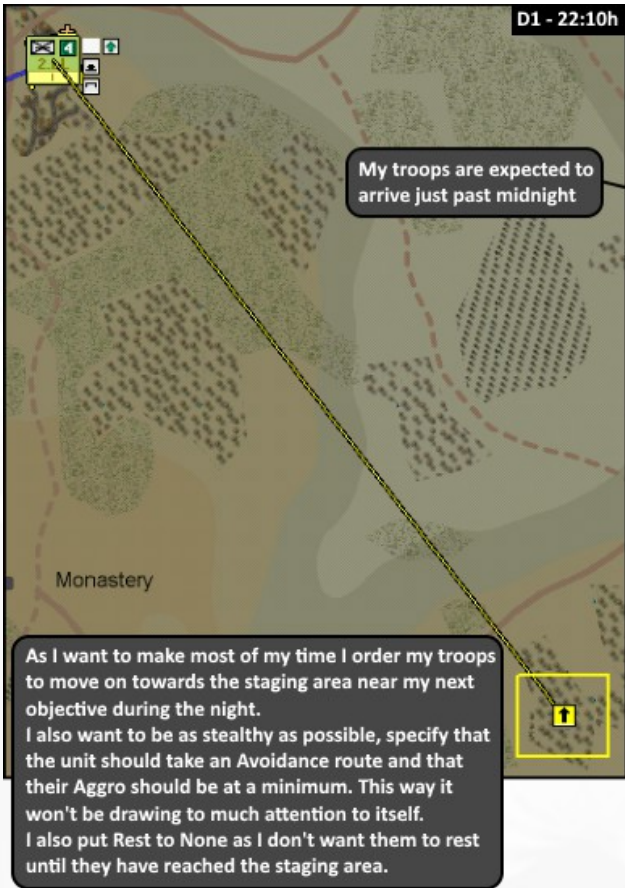 D1 - 22:10h
4
My troops are expected to
arrive just past midnight
Monastery
As I want to make most of my time I order my troops
to move on towards the staging area near my next
objective during the night.
I also want to be as stealthy as possible, specify that
the unit should take an Avoidance route and that
their Aggro should be at a minimum. This way it
won't be drawing to much attention to itself.
I also put Rest to None as I don't want them to rest
until they have reached the staging area.